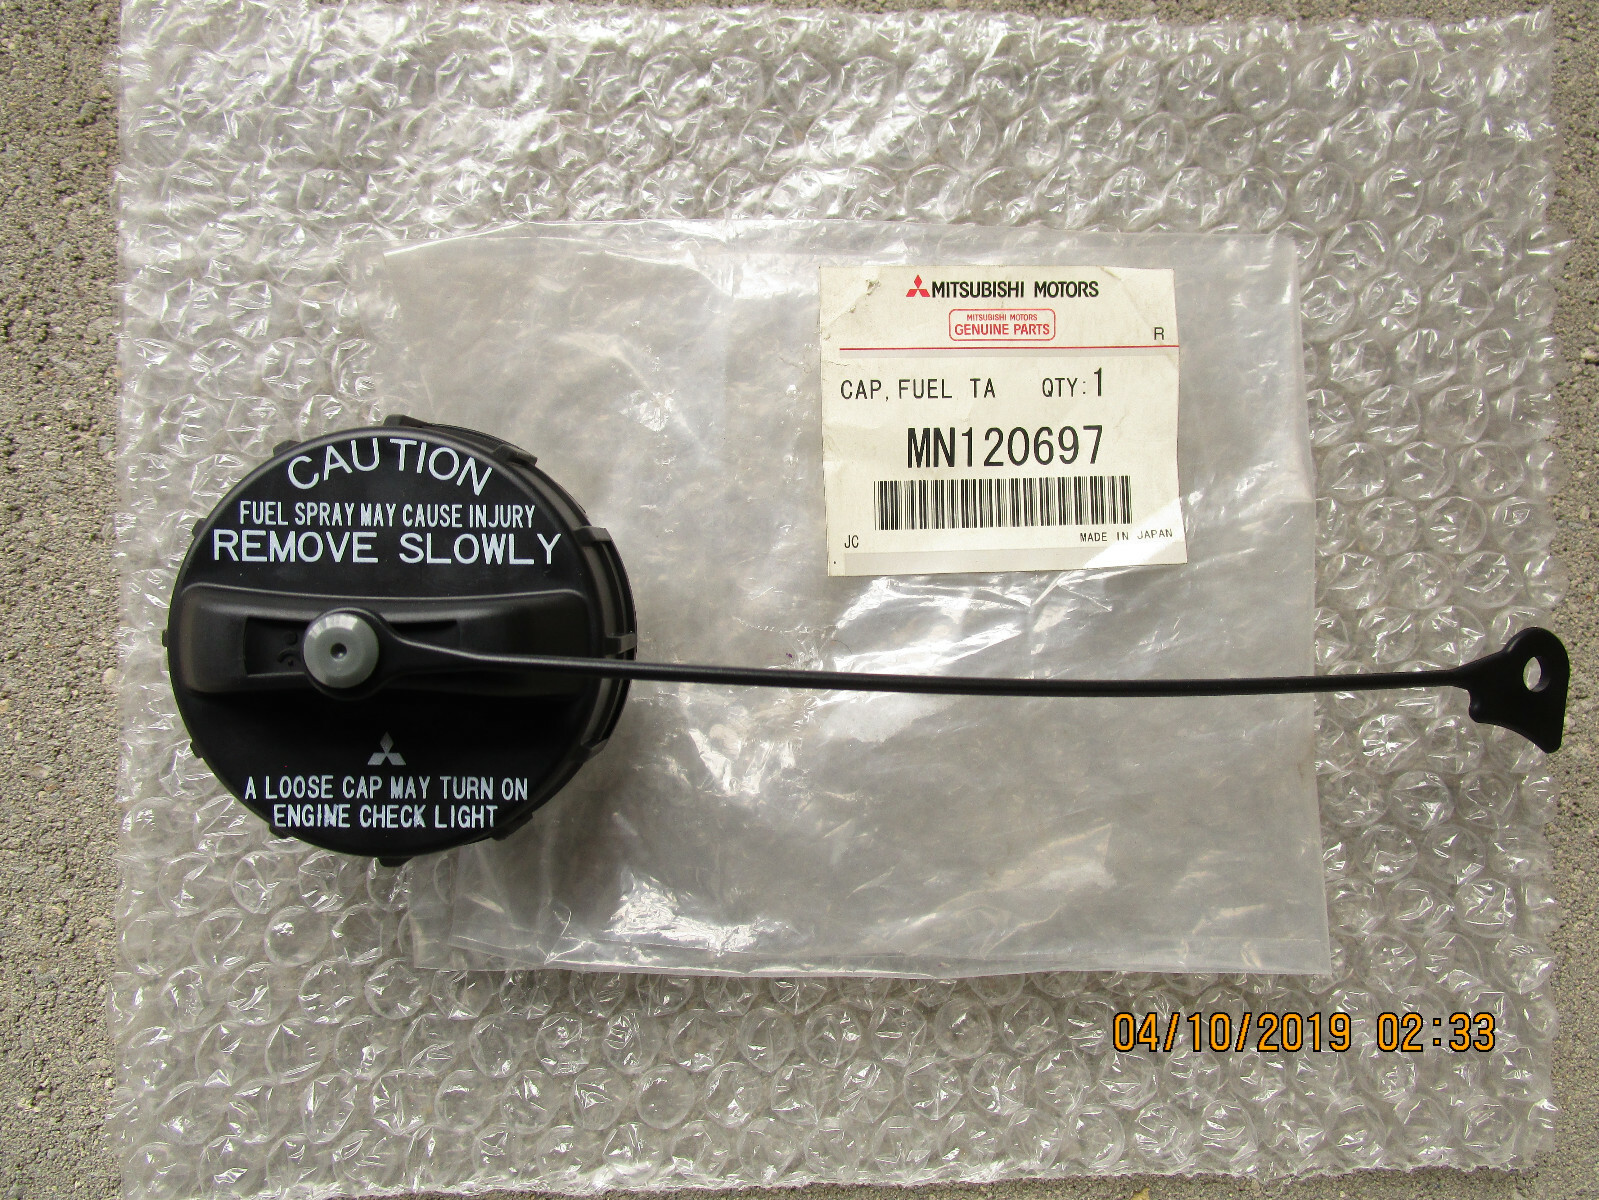 MITSUBISHI MOTORS
MITSUBISHI MOTORS
GENUINE PARTS
R
CAP, FUEL TA QTY:1
MN120697
JC MADE IN JAPAN
CAUTION
FUEL SPRAY MAY CAUSE INJURY
REMOVE SLOWLY
A LOOSE CAP MAY TURN ON
ENGINE CHECK LIGHT
04/10/2019 02:33